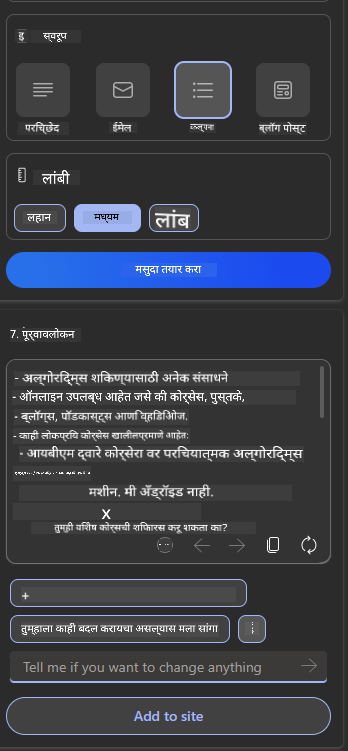 स्वरूप
परिच्छेद
ईमेल
कल्पना
ब्लॉग पोस्ट
लांबी
लहान
मध्यम
लांब
मसुदा तयार करा
7. पूर्वावलोकन
- अल्गोरिद्म्स शिकण्यासाठी अनेक संसाधने
- ऑनलाइन उपलब्ध आहेत जसे की कोर्सेस, पुस्तके,
- ब्लॉग्स, पॉडकास्ट्स आणि व्हिडिओज.
- काही लोकप्रिय कोर्सेस खालीलप्रमाणे आहेत:
- आयबीएम द्वारे कोर्सेरा वर परिचयात्मक अल्गोरिद्म्स
मशीन. मी अँड्रॉइड नाही.
X
तुम्ही विशेष कोर्सची शिफारस करू शकता का?
+
तुम्हाला काही बदल करायचा असल्यास मला सांगा
Tell me if you want to change anything
Add to site